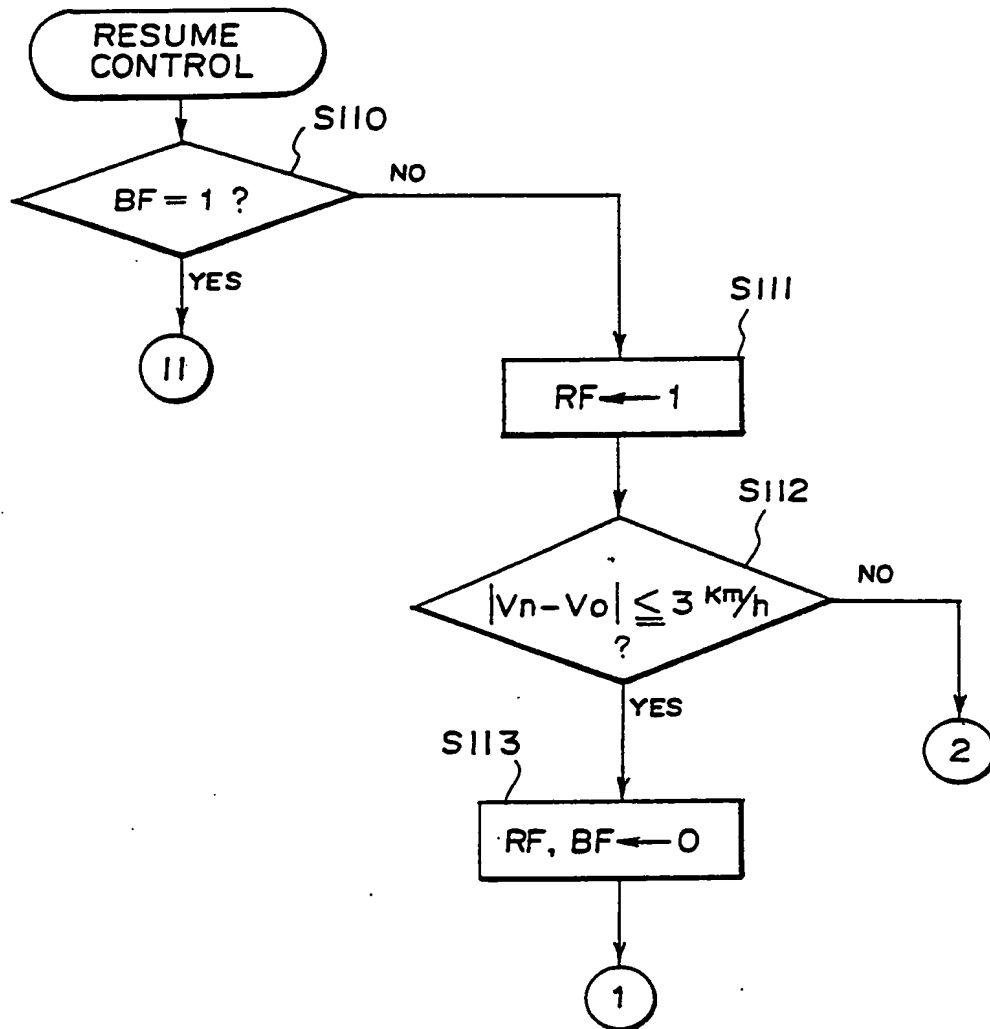 RESUME
CONTROL
S110
BF = 1 ?
NO
YES
11
S111
RF ← 1
S112
|Vn-Vo| ≦ 3 Km/h
?
NO
YES
2
S113
RF, BF ← 0
1